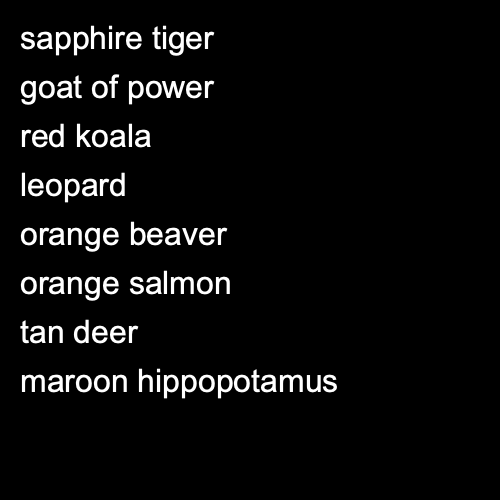 sapphire tiger
goat of power
red koala
leopard
orange beaver
orange salmon
tan deer
maroon hippopotamus